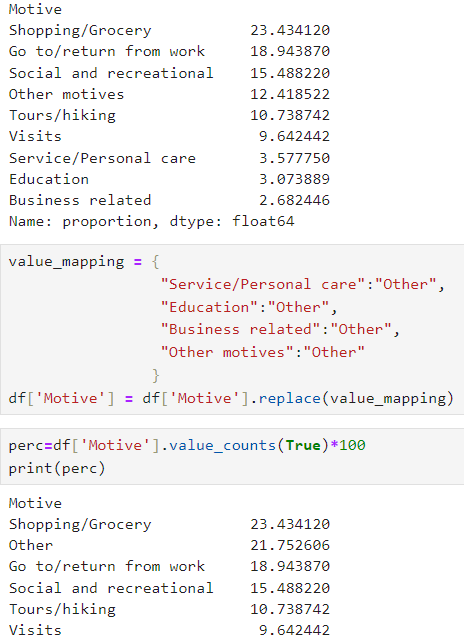 Motive
Shopping/Grocery           23.434120
Go to/return from work     18.943870
Social and recreational    15.488220
Other motives              12.418522
Tours/hiking               10.738742
Visits                      9.642442
Service/Personal care       3.577750
Education                   3.073889
Business related            2.682446
Name: proportion, dtype: float64
value_mapping = {
                 "Service/Personal care":"Other",
                 "Education":"Other",
                 "Business related":"Other",
                 "Other motives":"Other"
                }
df['Motive'] = df['Motive'].replace(value_mapping)
perc=df['Motive'].value_counts(True)*100
print(perc)
Motive
Shopping/Grocery           23.434120
Other                      21.752606
Go to/return from work     18.943870
Social and recreational    15.488220
Tours/hiking               10.738742
Visits                      9.642442